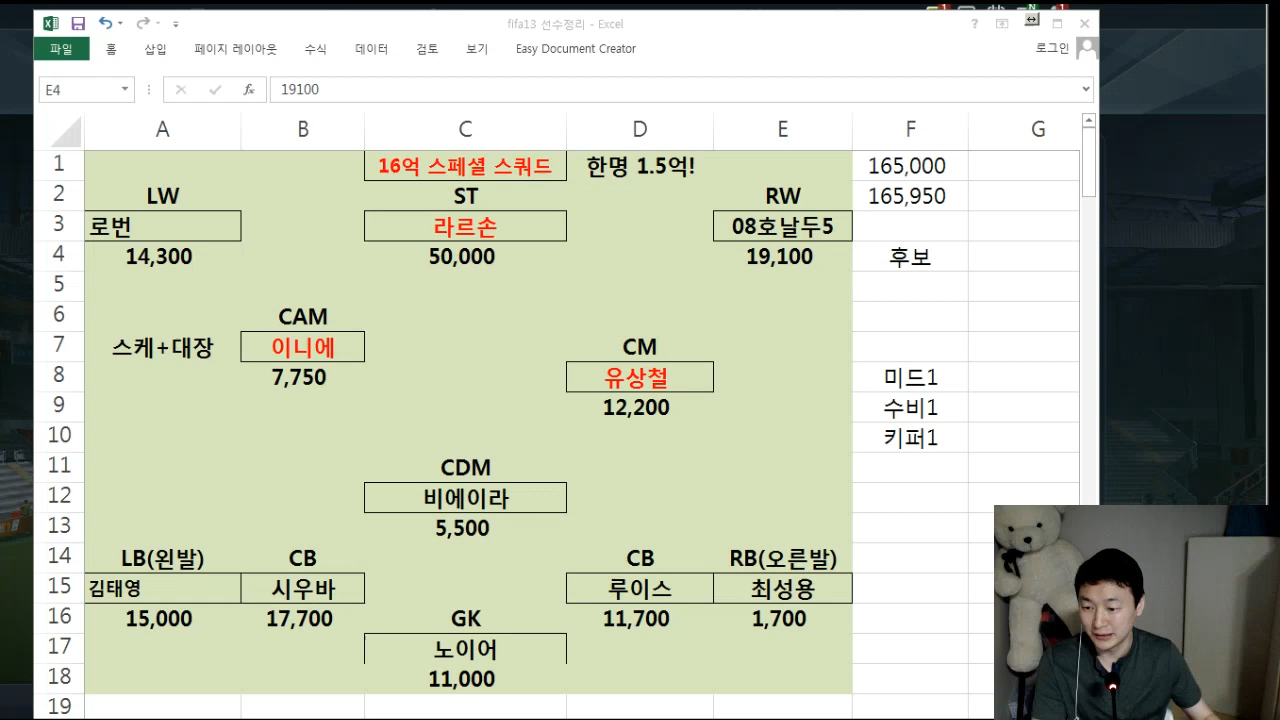 fifa13 선수정리 - Excel
파일 홈 삽입 페이지 레이아웃 수식 데이터 검토 보기 Easy Document Creator 로그인
E4 fx 19100
A B C D E F G
1 16억 스페셜 스쿼드 한명 1.5억! 165,000
2 LW ST RW 165,950
3 로번 라르손 08호날두5
4 14,300 50,000 19,100 후보
5
6 CAM
7 스케+대장 이니에 CM
8 7,750 유상철 미드1
9 12,200 수비1
10 키퍼1
11 CDM
12 비에이라
13 5,500
14 LB(왼발) CB CB RB(오른발)
15 김태영 시우바 루이스 최성용
16 15,000 17,700 GK 11,700 1,700
17 노이어
18 11,000
19